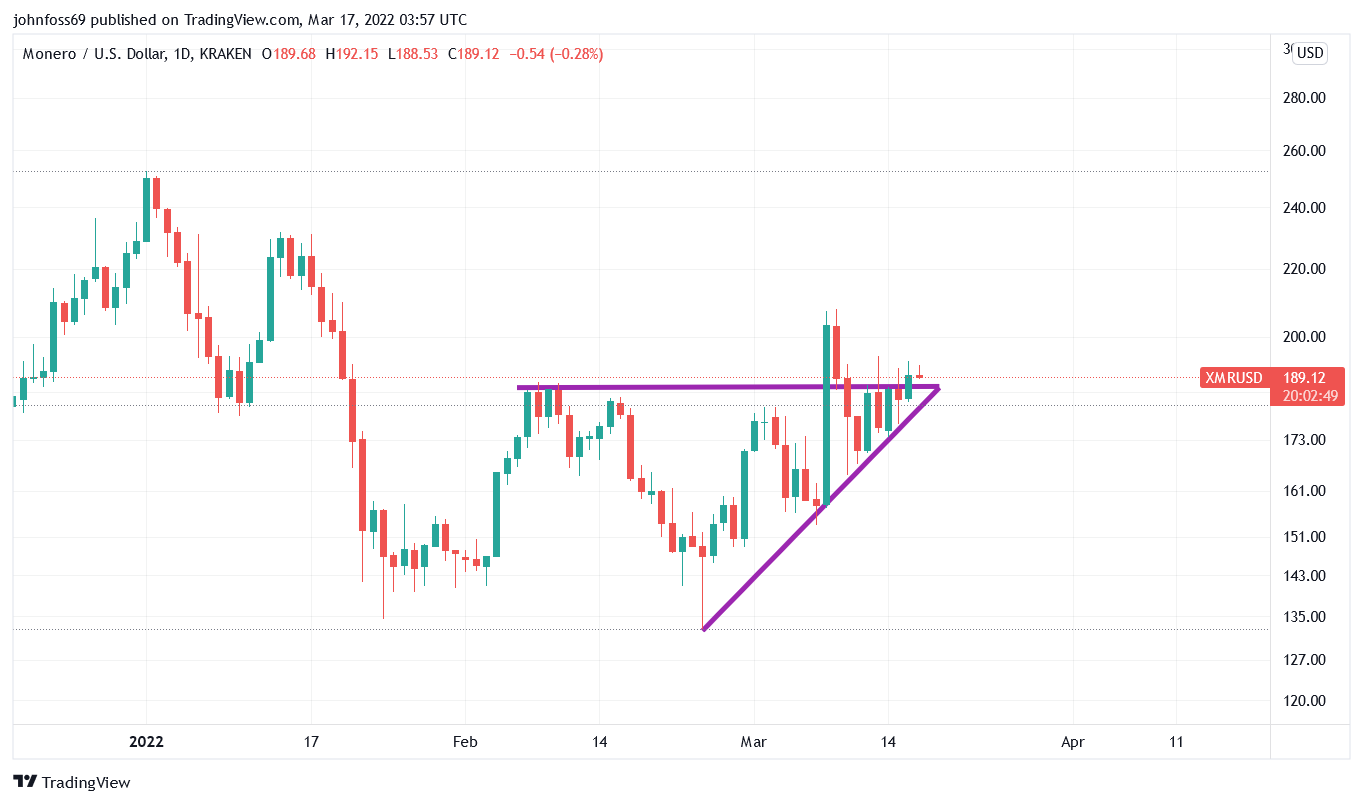 johnfoss69 published on TradingView.com, Mar 17, 2022 03:57 UTC
Monero / U.S. Dollar, 1D, KRAKEN O189.68 H192.15 L188.53 C189.12 −0.54 (−0.28%)
USD
280.00
260.00
240.00
220.00
200.00
XMRUSD 189.12
20:02:49
173.00
161.00
151.00
143.00
135.00
127.00
120.00
2022 17 Feb 14 Mar 14 Apr 11
TradingView